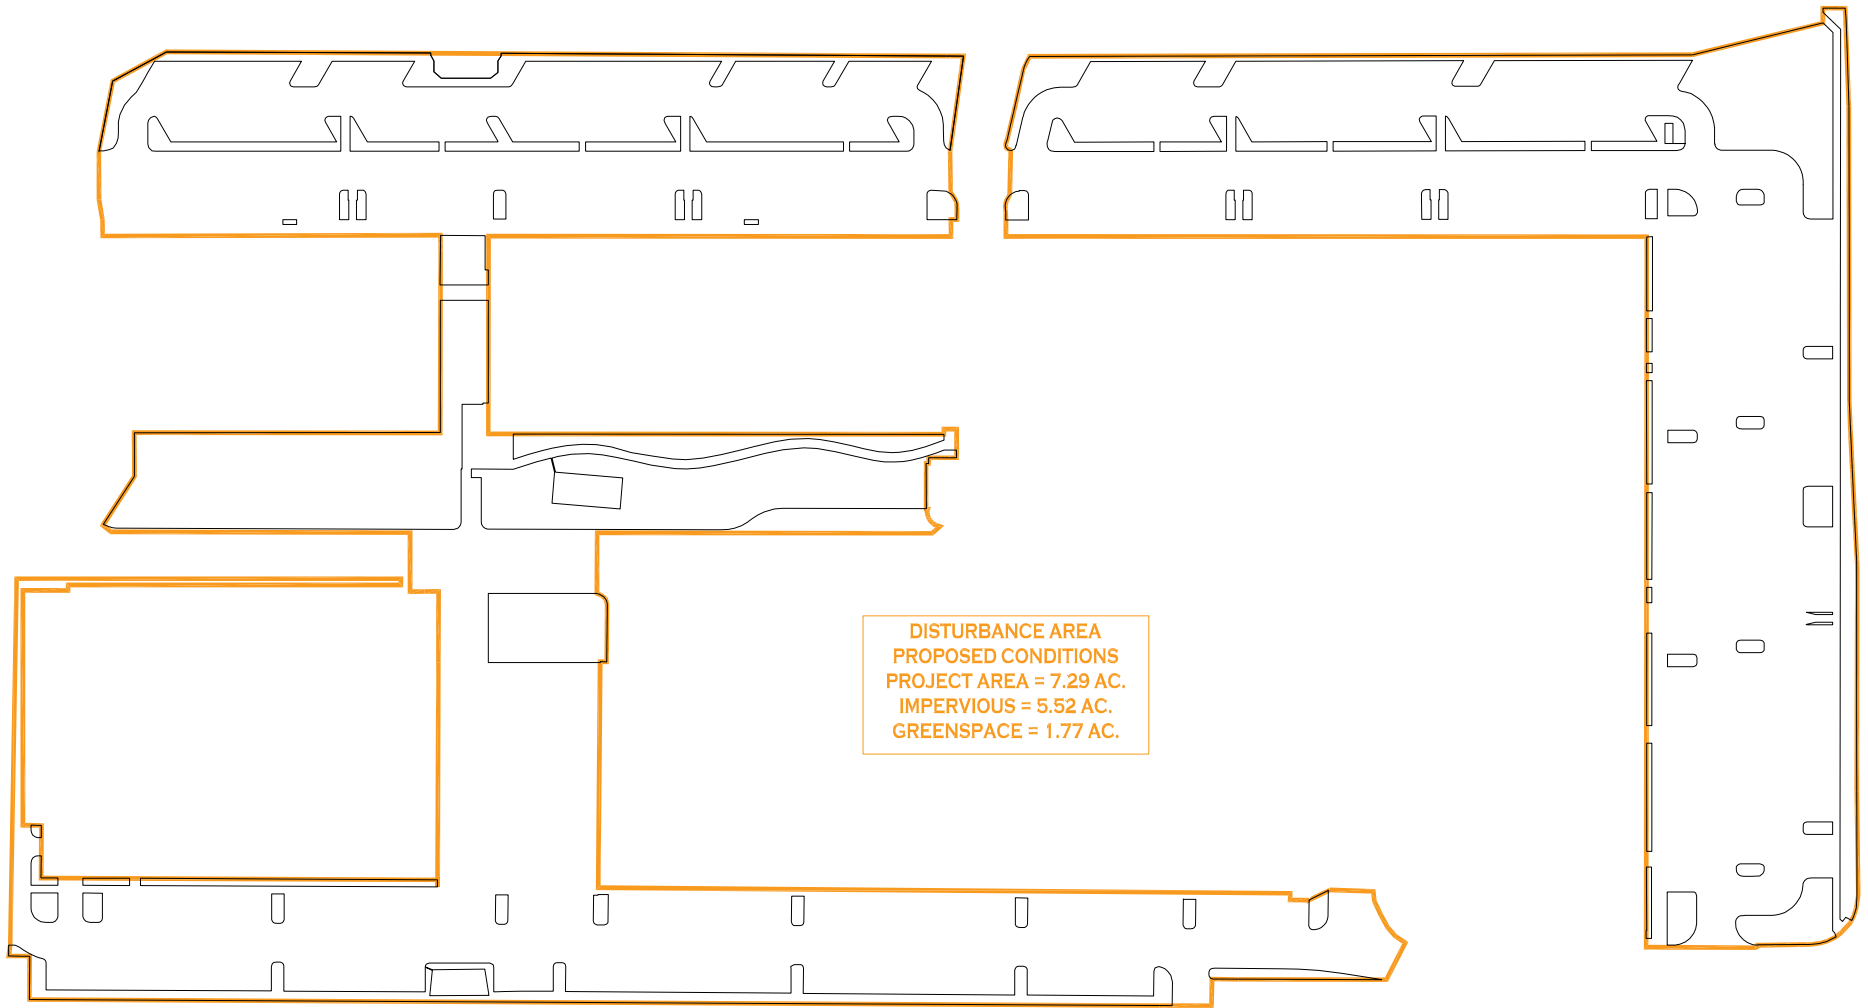 DISTURBANCE AREA
PROPOSED CONDITIONS
PROJECT AREA = 7.29 AC.
IMPERVIOUS = 5.52 AC.
GREENSPACE = 1.77 AC.